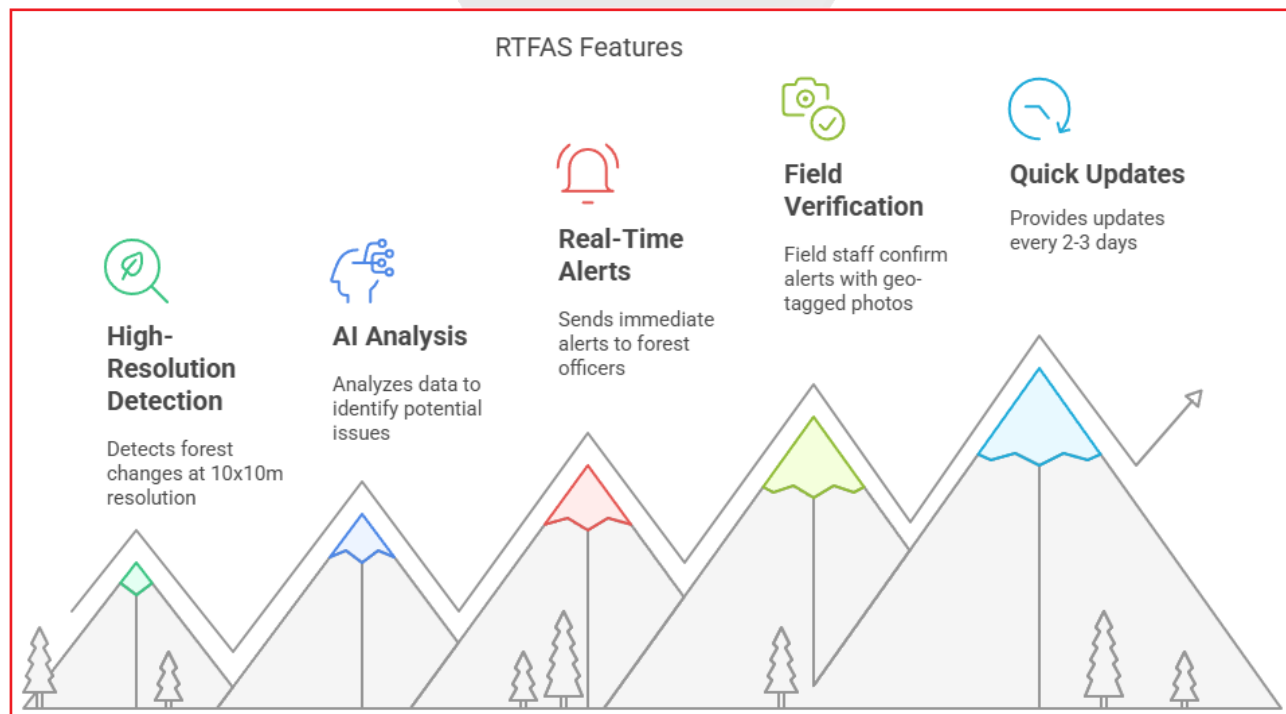 RTFAS Features
High-
Resolution
Detection
Detects forest
changes at 10x10m
resolution
AI Analysis
Analyzes data to
identify potential
issues
Real-Time
Alerts
Sends immediate
alerts to forest
officers
Field
Verification
Field staff confirm
alerts with geo-
tagged photos
Quick Updates
Provides updates
every 2-3 days